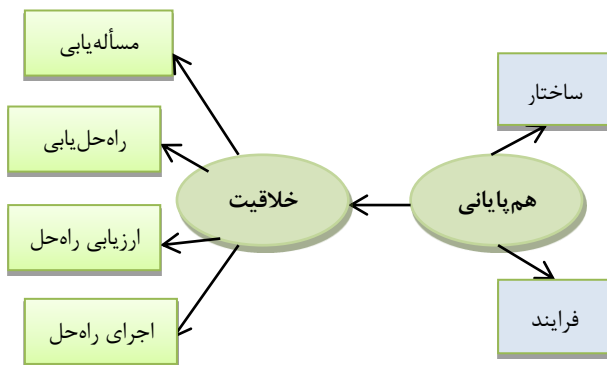 مسأله‌یابی
ساختار
راه‌حل‌یابی
هم‌پایانی
خلاقیت
ارزیابی راه‌حل
فرایند
اجرای راه‌حل